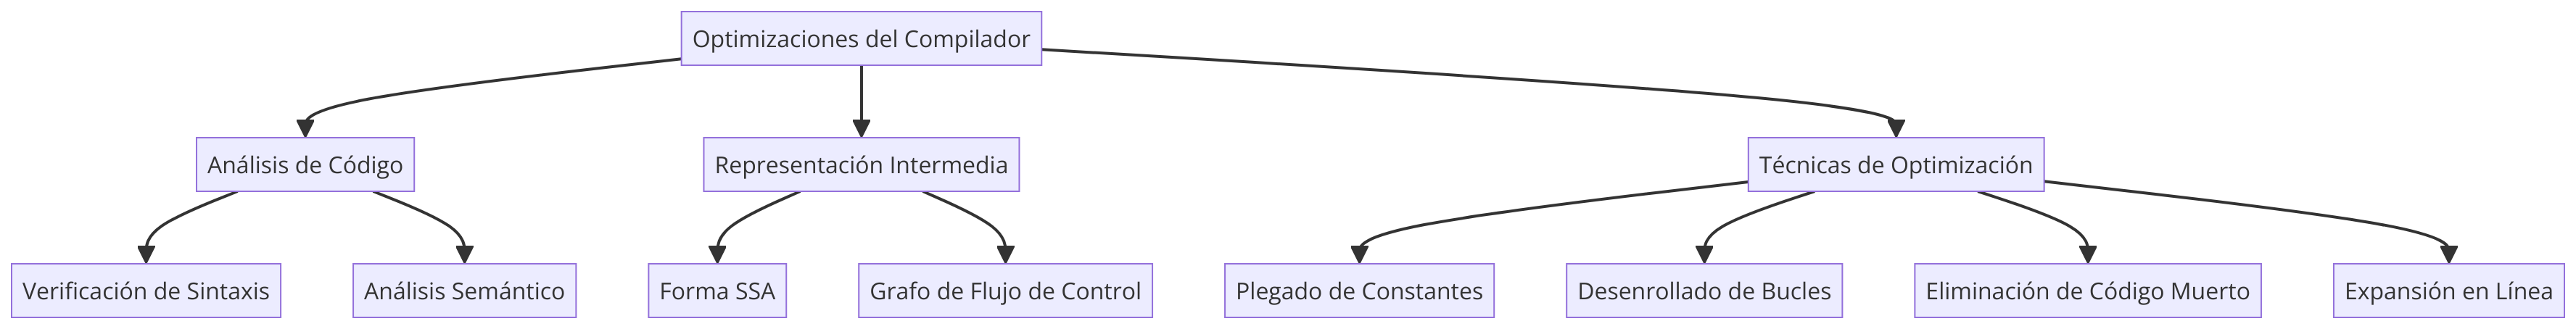 Optimizaciones del Compilador
Análisis de Código
Representación Intermedia
Técnicas de Optimización
Verificación de Sintaxis
Análisis Semántico
Forma SSA
Grafo de Flujo de Control
Plegado de Constantes
Desenrollado de Bucles
Eliminación de Código Muerto
Expansión en Línea